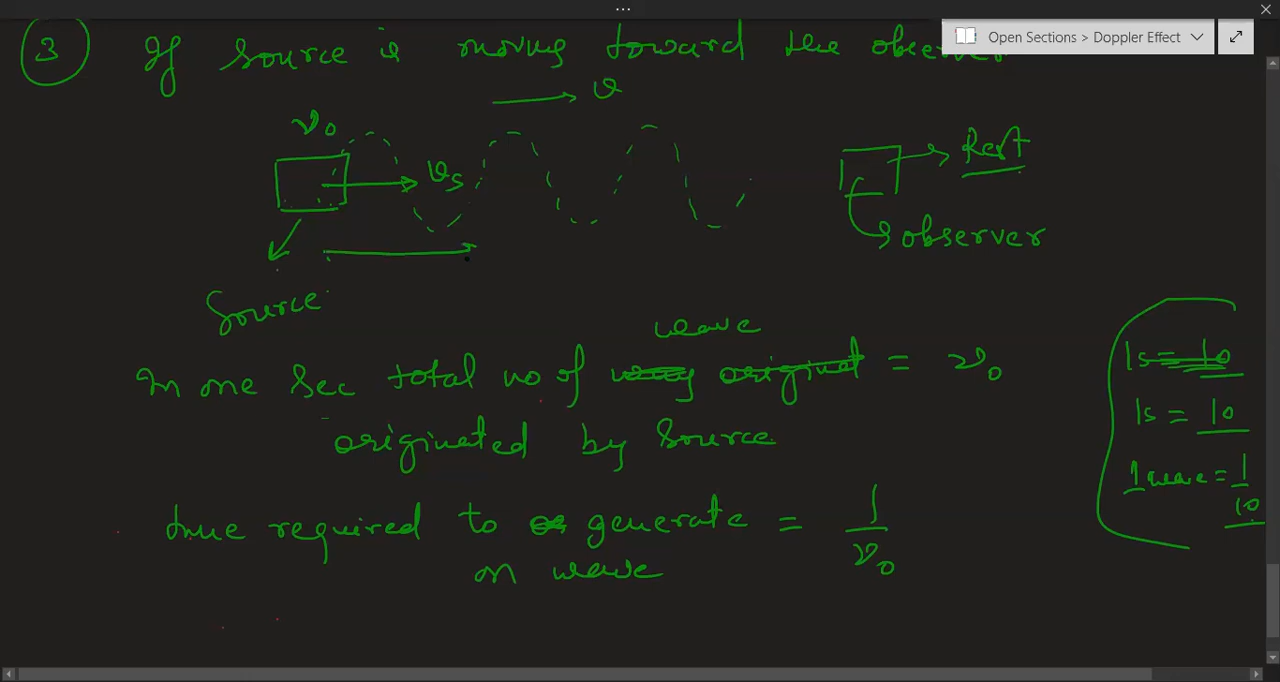 Open Sections > Doppler Effect
3 If source is moving toward the observer
v
ν₀
vₛ
Rest
observer
Source
wave
In one sec total no of original = ν₀
originated by source
1s = 10
1s = 10
1 wave = 1/10
time required to generate = 1/ν₀
on wave